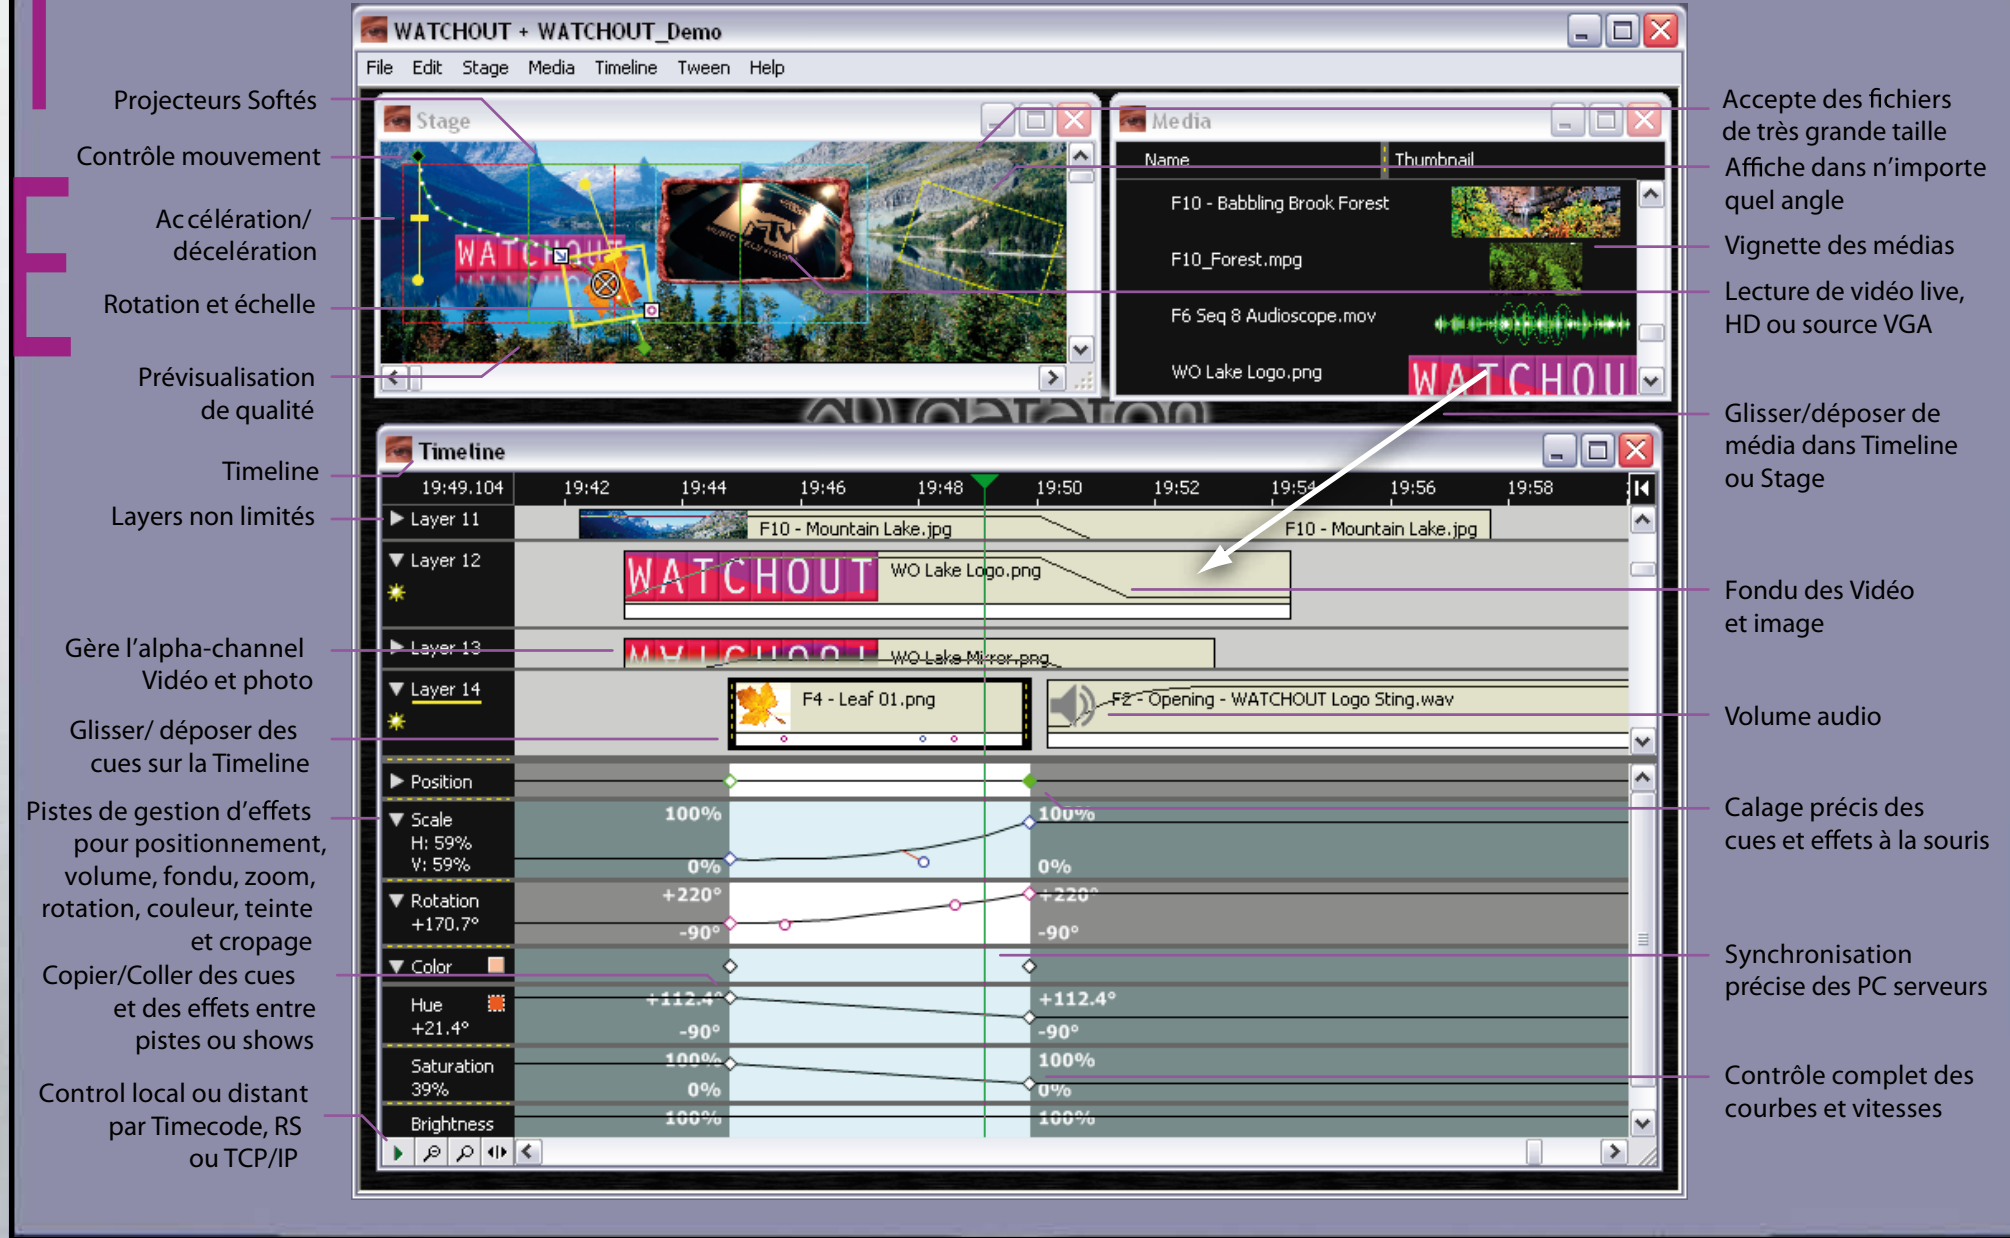 WATCHOUT + WATCHOUT_Demo
File Edit Stage Media Timeline Tween Help
Projecteurs Softés
Contrôle mouvement
Accélération/
décelération
Rotation et échelle
Prévisualisation
de qualité
Timeline
Layers non limités
Gère l'alpha-channel
Vidéo et photo
Glisser/ déposer des
cues sur la Timeline
Pistes de gestion d'effets
pour positionnement,
volume, fondu, zoom,
rotation, couleur, teinte
et cropage
Copier/Coller des cues
et des effets entre
pistes ou shows
Control local ou distant
par Timecode, RS
ou TCP/IP
Stage
WATCHOUT
Media
Name Thumbnail
F10 - Babbling Brook Forest
F10_Forest.mpg
F6 Seq 8 Audioscope.mov
WO Lake Logo.png
WATCHOU
dataton
Timeline
19:49.104 19:42 19:44 19:46 19:48 19:50 19:52 19:54 19:56 19:58
Layer 11 F10 - Mountain Lake.jpg F10 - Mountain Lake.jpg
Layer 12 WATCHOUT WO Lake Logo.png
Layer 13 WO Lake Mirror.png
Layer 14 F4 - Leaf 01.png F2 - Opening - WATCHOUT Logo Sting.wav
Position
Scale 100% 100%
H: 59%
V: 59% 0% 0%
Rotation +220° +220°
+170.7° -90° -90°
Color
Hue +112.4° +112.4°
+21.4° -90° -90°
Saturation 100% 100%
39% 0% 0%
Brightness 100% 100%
Accepte des fichiers
de très grande taille
Affiche dans n'importe
quel angle
Vignette des médias
Lecture de vidéo live,
HD ou source VGA
Glisser/déposer de
média dans Timeline
ou Stage
Fondu des Vidéo
et image
Volume audio
Calage précis des
cues et effets à la souris
Synchronisation
précise des PC serveurs
Contrôle complet des
courbes et vitesses